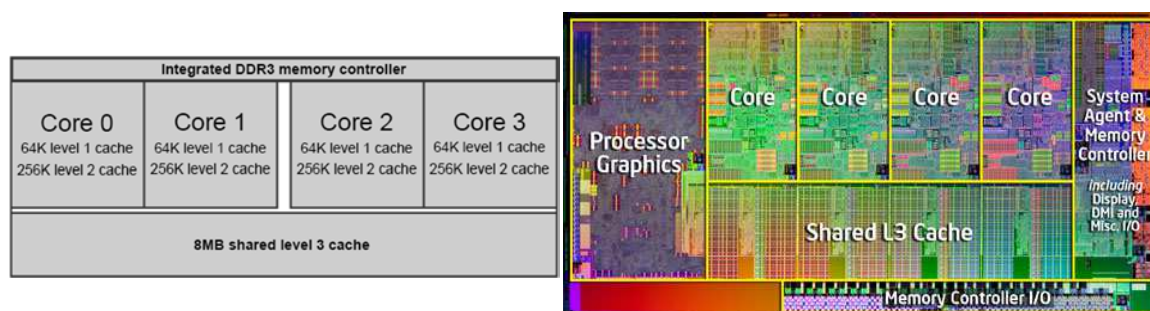 Integrated DDR3 memory controller
Core 0
64K level 1 cache
256K level 2 cache
Core 1
64K level 1 cache
256K level 2 cache
Core 2
64K level 1 cache
256K level 2 cache
Core 3
64K level 1 cache
256K level 2 cache
8MB shared level 3 cache
Processor
Graphics
Core
Core
Core
Core
System
Agent &
Memory
Controller
including
Display,
DMI and
Misc. I/O
Shared L3 Cache
Memory Controller I/O